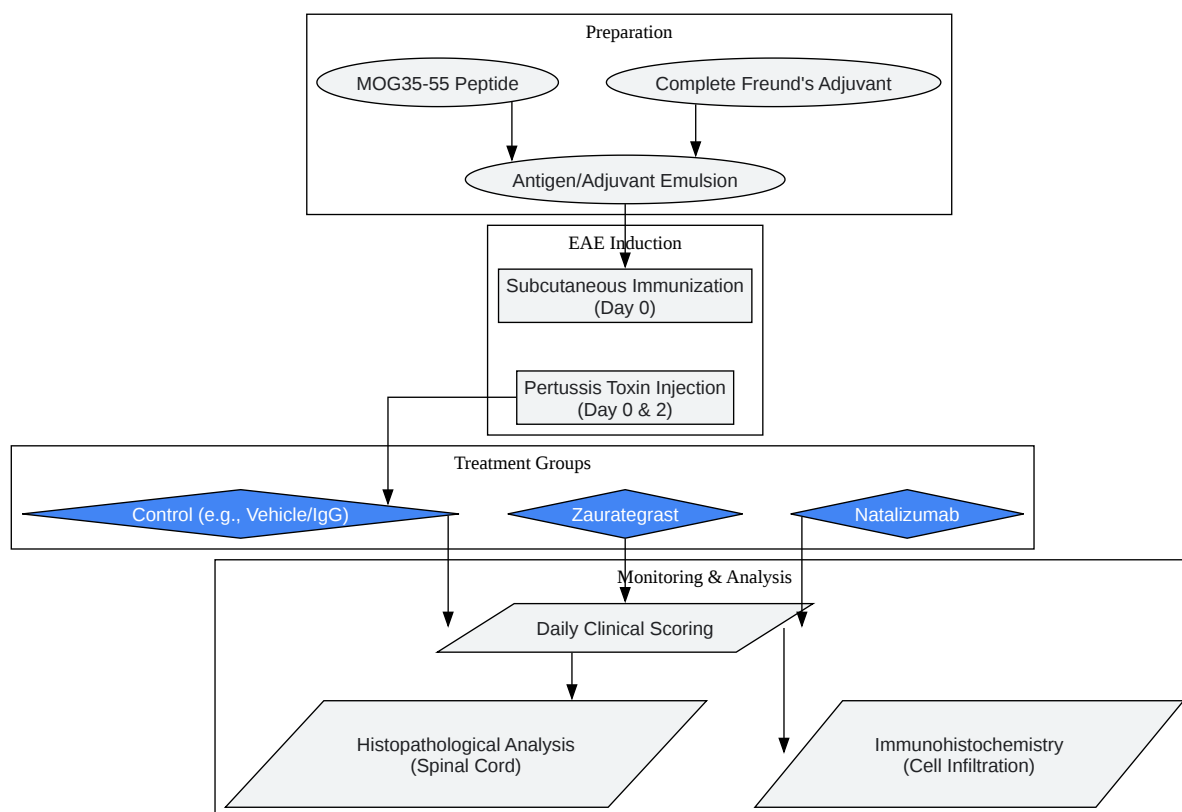 Preparation
MOG35-55 Peptide
Complete Freund's Adjuvant
Antigen/Adjuvant Emulsion
EAE Induction
Subcutaneous Immunization
(Day 0)
Pertussis Toxin Injection
(Day 0 & 2)
Treatment Groups
Control (e.g., Vehicle/IgG)
Zaurategrast
Natalizumab
Monitoring & Analysis
Daily Clinical Scoring
Histopathological Analysis
(Spinal Cord)
Immunohistochemistry
(Cell Infiltration)